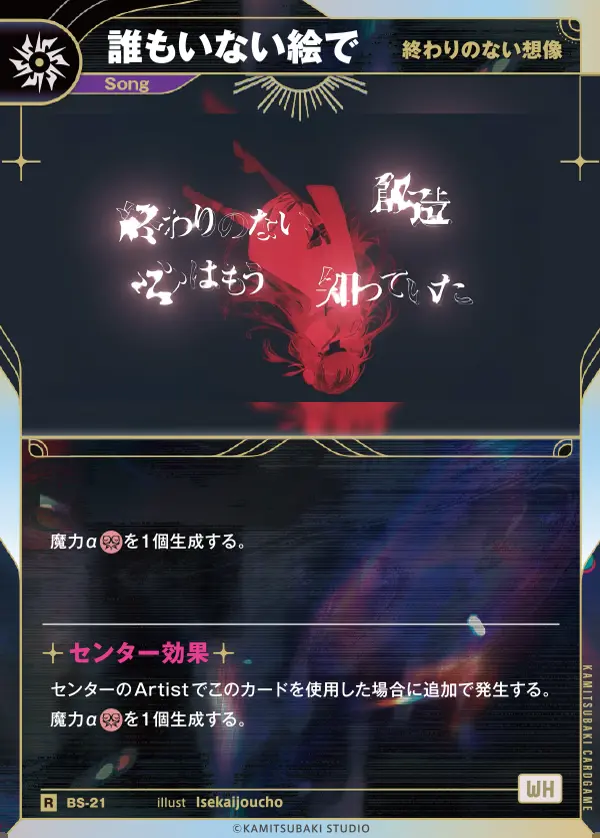 誰もいない絵で
終わりのない想像
Song
終わりのない 創造
心はもう 知っていた
魔力αを1個生成する。
センター効果
センターのArtistでこのカードを使用した場合に追加で発生する。
魔力αを1個生成する。
KAMITSUBAKI CARDGAME
R BS-21 illust Isekaijoucho WH
©KAMITSUBAKI STUDIO